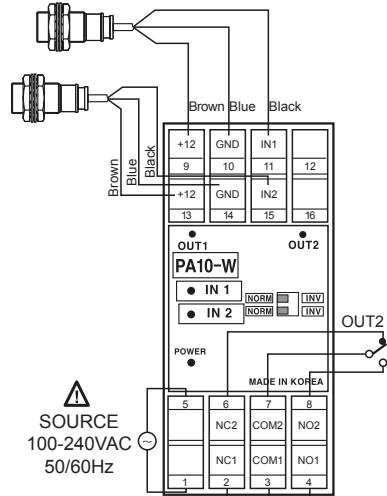 Brown Blue Black
Brown
Blue
Black
+12 GND IN1
9 10 11 12
+12 GND IN2
13 14 15 16
OUT1 OUT2
PA10-W
IN 1
NORM INV
IN 2
NORM INV
OUT2
POWER
MADE IN KOREA
5 6 7 8
NC2 COM2 NO2
NC1 COM1 NO1
1 2 3 4
SOURCE
100-240VAC
50/60Hz